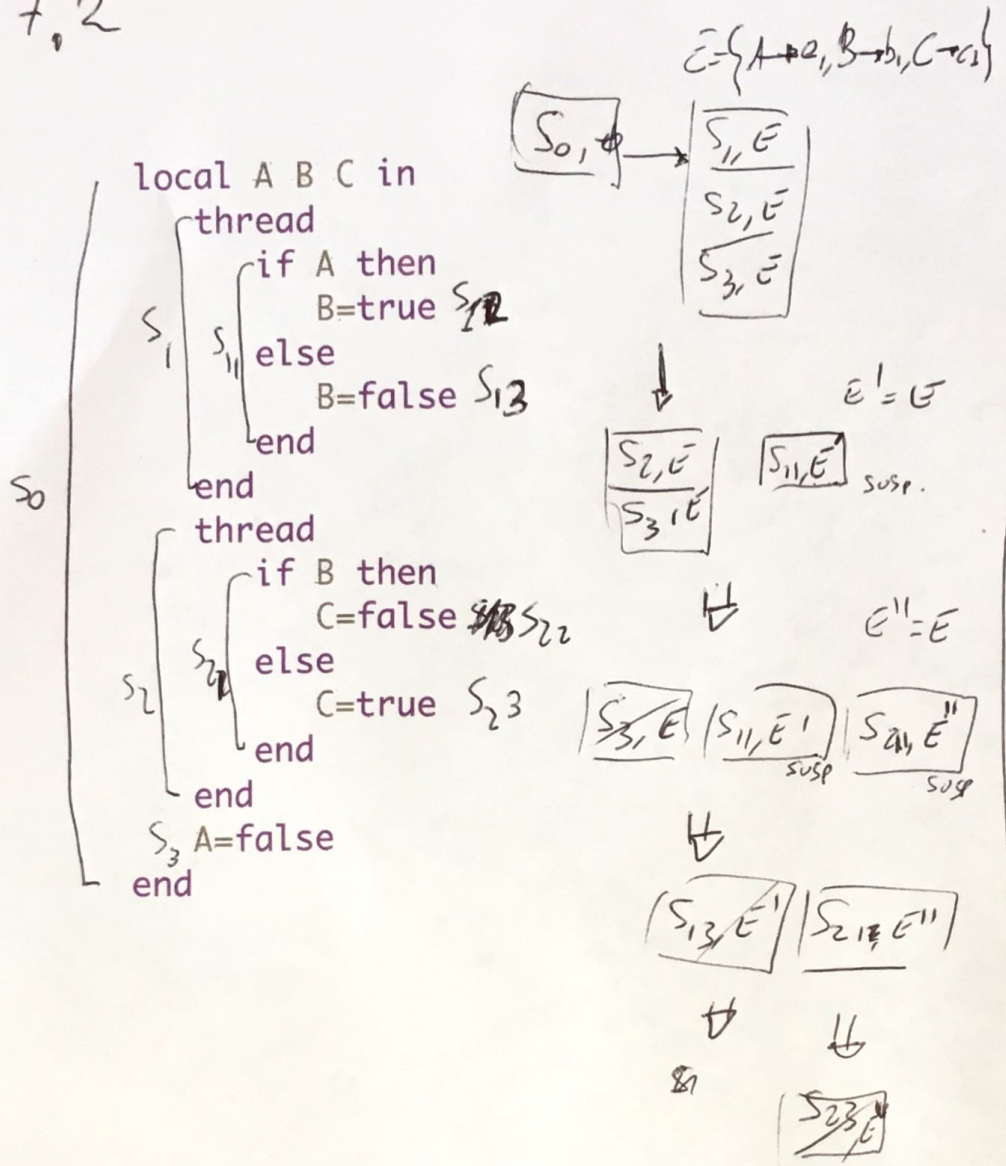 7.2
E={A→a₁, B→b₁, C→c₁}
S₀, ϕ
S₁, E
S₂, E
S₃, E
local A B C in
thread
if A then
B=true S₁₂
else
B=false S₁₃
end
end
thread
if B then
C=false S₂₂
else
C=true S₂₃
end
end
S₃ A=false
end
S₀
S₁
S₁₁
S₂
S₂₁
E'=E
S₂, E
S₃, E
S₁₁, E'
susp.
E''=E
S₃, E
S₁₁, E'
susp
S₂₁, E''
susp
S₁₃, E'
S₂₁, E''
S₂₃, E''